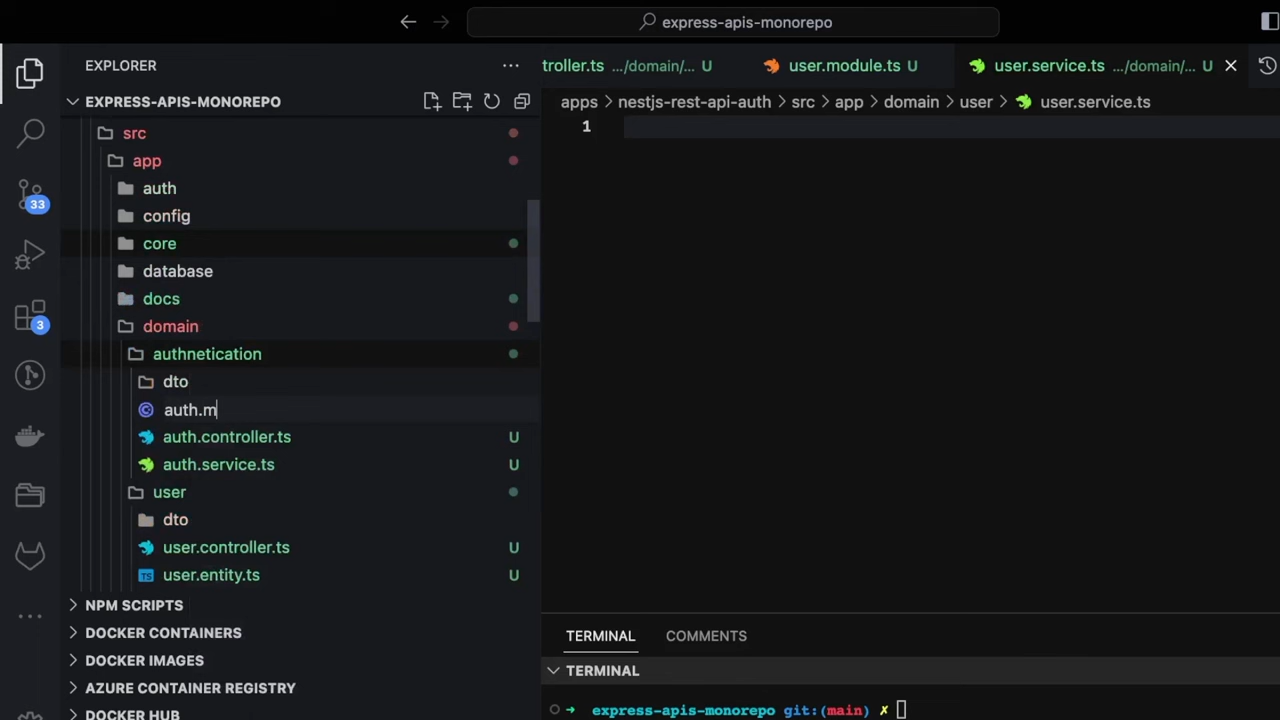 express-apis-monorepo
EXPLORER
EXPRESS-APIS-MONOREPO
src
app
auth
config
core
database
docs
domain
authnetication
dto
auth.m
auth.controller.ts U
auth.service.ts U
user
dto
user.controller.ts U
user.entity.ts U
NPM SCRIPTS
DOCKER CONTAINERS
DOCKER IMAGES
AZURE CONTAINER REGISTRY
DOCKER HUB
33
3
troller.ts .../domain/... U
user.module.ts U
user.service.ts .../domain/... U
apps > nestjs-rest-api-auth > src > app > domain > user > user.service.ts
1
TERMINAL COMMENTS
TERMINAL
express-apis-monorepo git:(main) ✗